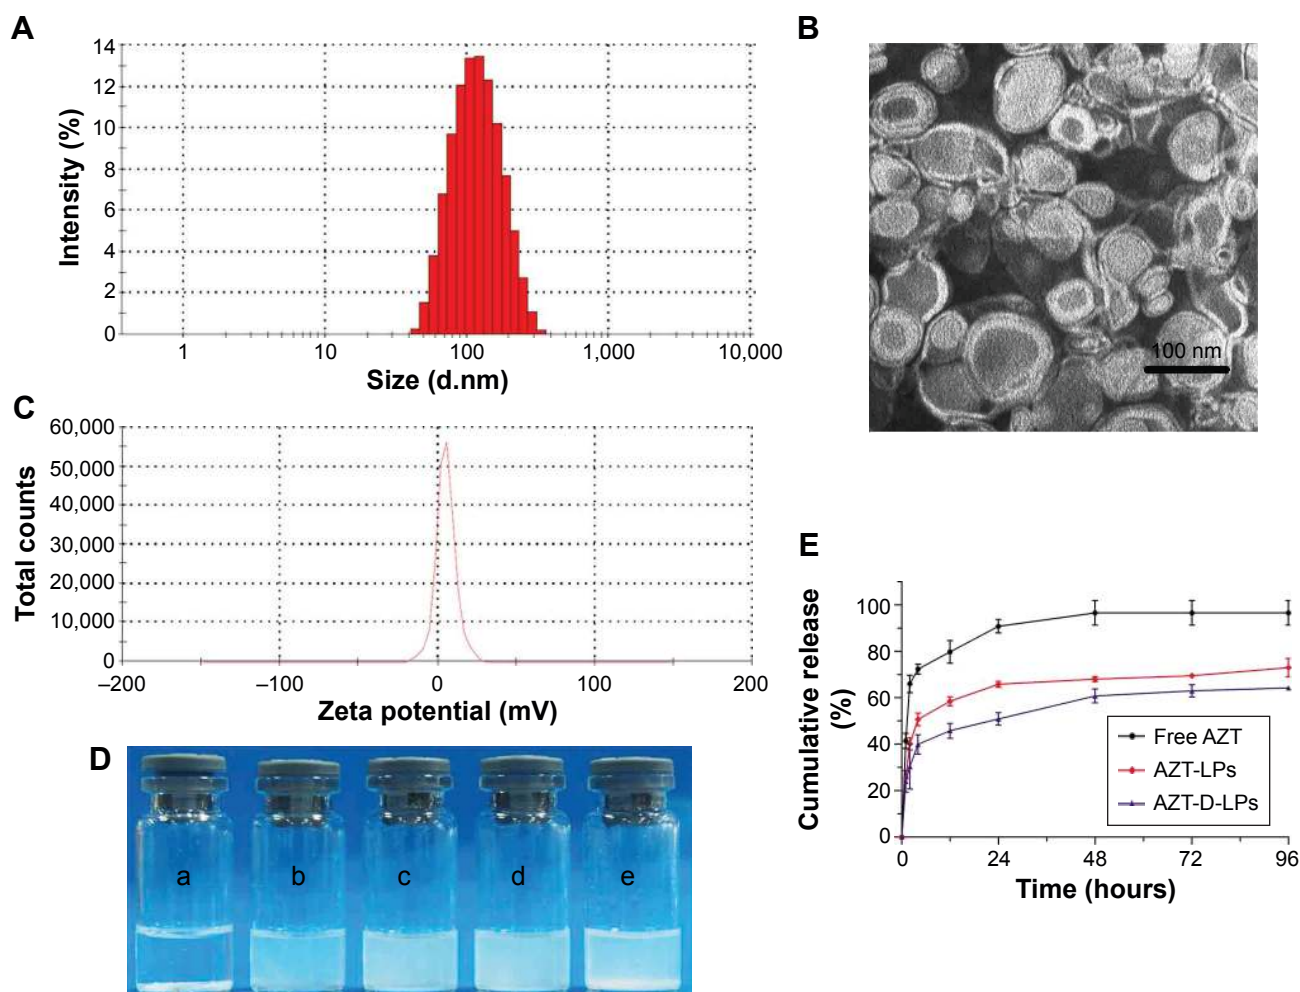 A
14
12
10
8
6
4
2
0
Intensity (%)
1 10 100 1,000 10,000
Size (d.nm)
B
100 nm
C
60,000
50,000
40,000
30,000
20,000
10,000
0
Total counts
–200 –100 0 100 200
Zeta potential (mV)
D
a b c d e
E
100
80
60
40
20
0
Cumulative release
(%)
Free AZT
AZT-LPs
AZT-D-LPs
0 24 48 72 96
Time (hours)